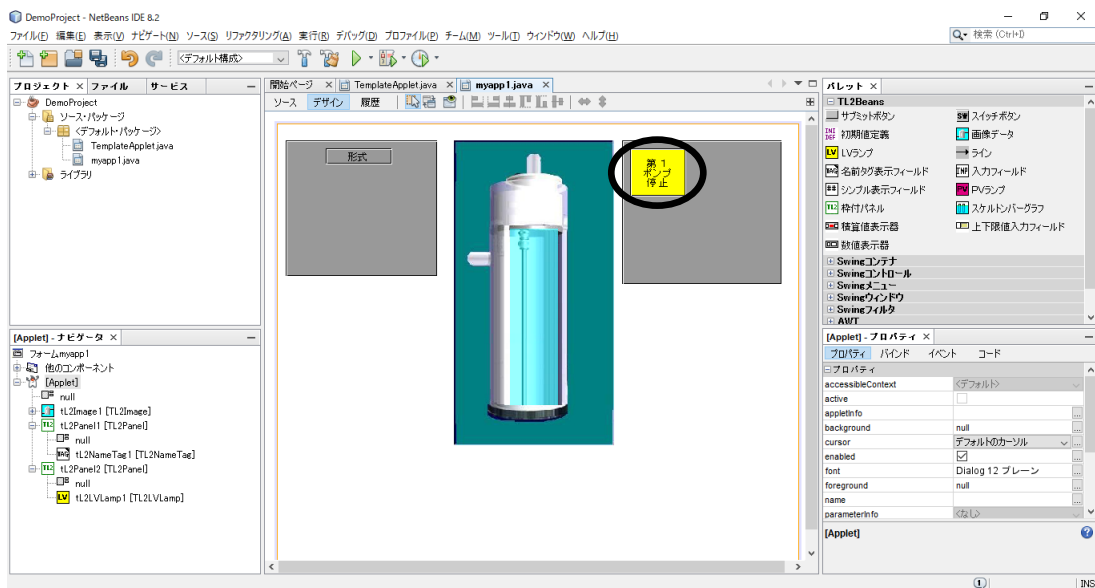 DemoProject - NetBeans IDE 8.2
ファイル(F) 編集(E) 表示(V) ナビゲート(N) ソース(S) リファクタリング(A) 実行(R) デバッグ(D) プロファイル(P) チーム(M) ツール(T) ウィンドウ(W) ヘルプ(H)
検索 (Ctrl+I)
<デフォルト構成>
プロジェクト × ファイル サービス
DemoProject
ソース・パッケージ
<デフォルト・パッケージ>
TemplateApplet.java
myapp1.java
ライブラリ
開始ページ × TemplateApplet.java × myapp1.java ×
ソース デザイン 履歴
形式
第１
ポンプ
停止
[Applet] - ナビゲータ ×
フォームmyapp1
他のコンポーネント
[Applet]
null
tL2Image1 [TL2Image]
tL2Panel1 [TL2Panel]
null
tL2NameTag1 [TL2NameTag]
tL2Panel2 [TL2Panel]
null
LV tL2LVLamp1 [TL2LVLamp]
パレット ×
TL2Beans
サブミットボタン SW スイッチボタン
INI DEF 初期値定義 画像データ
LV LVランプ ライン
名前タグ表示フィールド INP 入力フィールド
シンプル表示フィールド PV PVランプ
TL2 枠付パネル スケルトンバーグラフ
積算値表示器 上下限値入力フィールド
数値表示器
Swingコンテナ
Swingコントロール
Swingメニュー
Swingウィンドウ
Swingフィルタ
AWT
[Applet] - プロパティ ×
プロパティ バインド イベント コード
プロパティ
accessibleContext <デフォルト>
active
appletInfo
background null
cursor デフォルトのカーソル
enabled
font Dialog 12 プレーン
foreground null
name
parameterInfo <なし>
[Applet]
1 INS